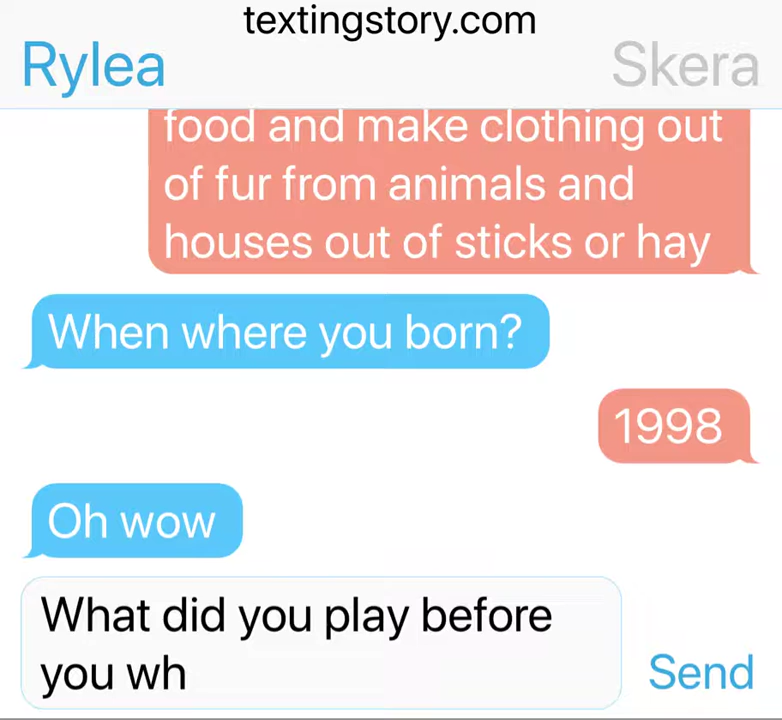 textingstory.com
Rylea
Skera
food and make clothing out
of fur from animals and
houses out of sticks or hay
When where you born?
1998
Oh wow
What did you play before
you wh
Send